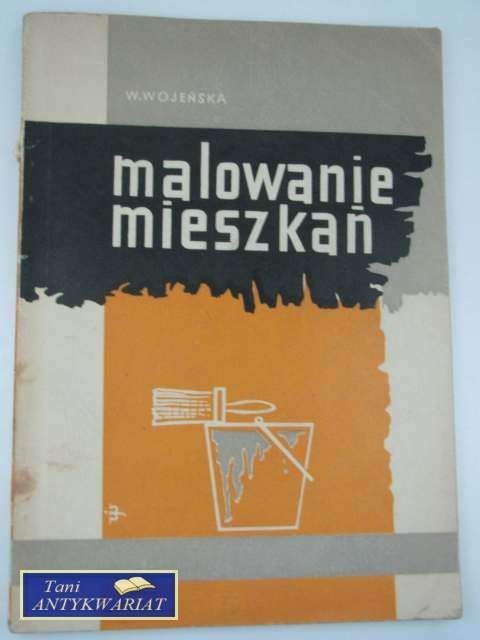 W. WOJEŃSKA
malowanie
mieszkań
Tani
ANTYKWARIAT